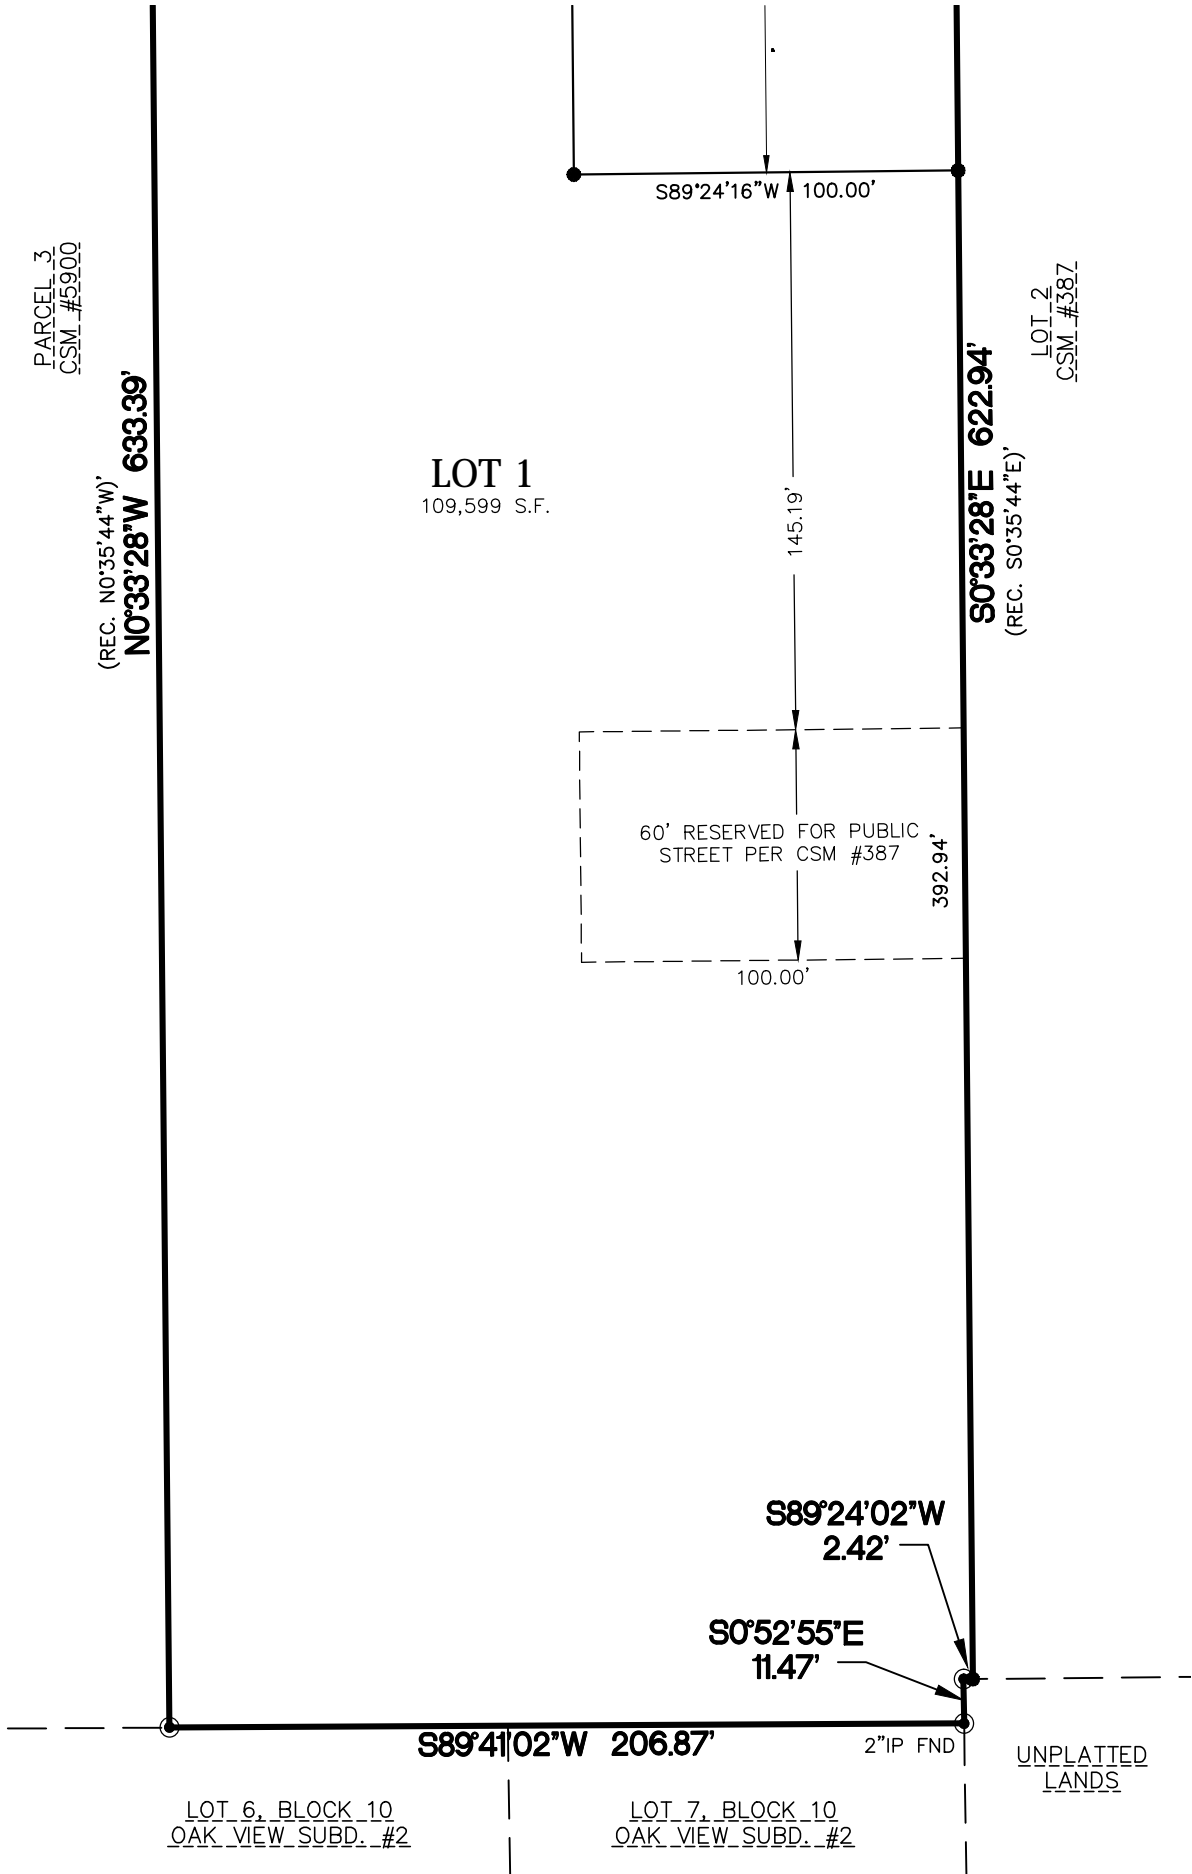 S89°24'16"W 100.00'
PARCEL 3
CSM #5900
LOT 2
CSM #387
N0°33'28"W 633.39'
(REC. N0°35'44"W)'
S0°33'28"E 622.94'
(REC. S0°35'44"E)'
LOT 1
109,599 S.F.
145.19'
60' RESERVED FOR PUBLIC
STREET PER CSM #387
392.94'
100.00'
S89°24'02"W
2.42'
S0°52'55"E
11.47'
S89°41'02"W 206.87'
2"IP FND
UNPLATTED
LANDS
LOT 6, BLOCK 10
OAK VIEW SUBD. #2
LOT 7, BLOCK 10
OAK VIEW SUBD. #2